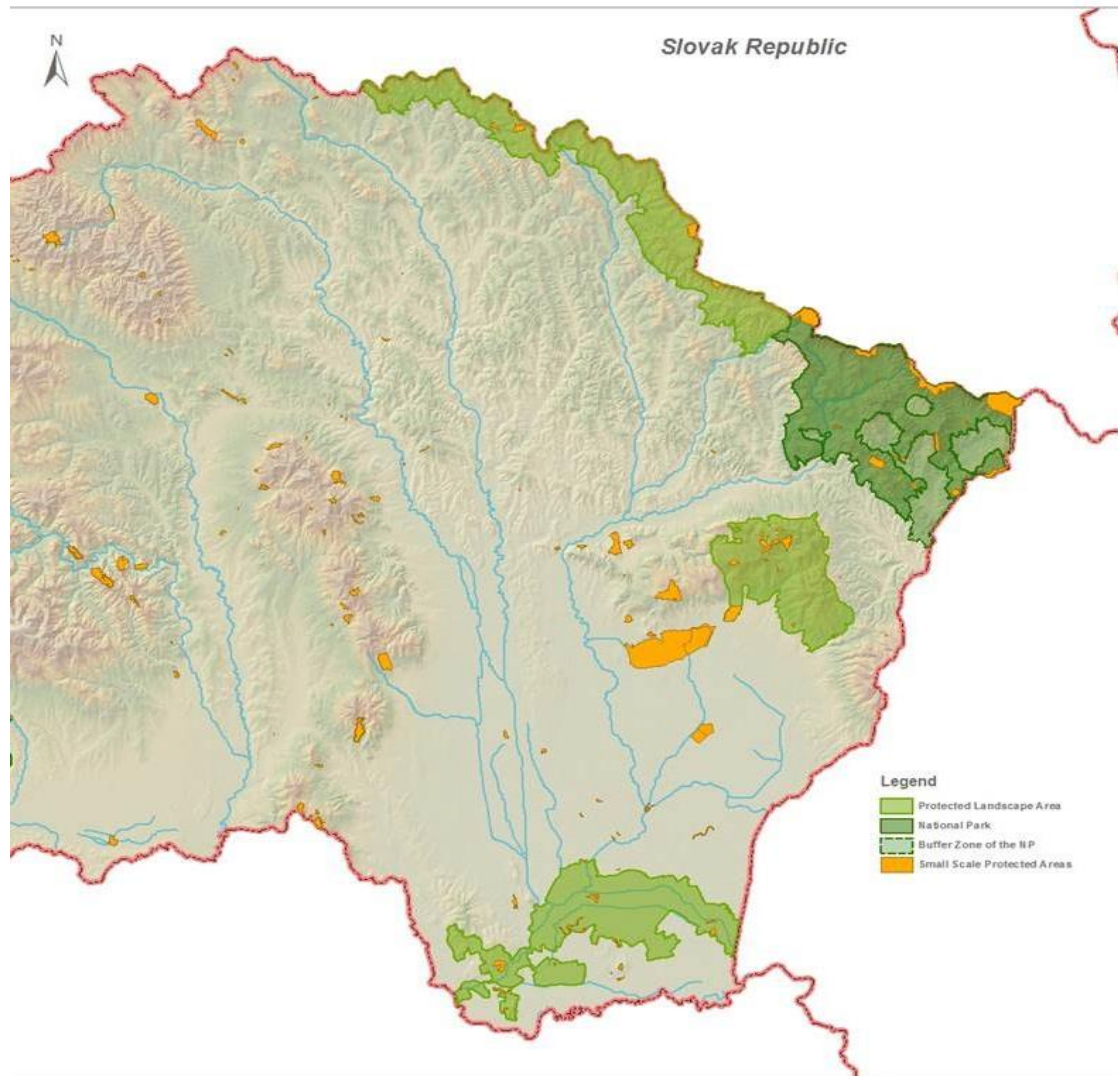 N
Slovak Republic
Legend
Protected Landscape Area
National Park
Buffer Zone of the NP
Small Scale Protected Areas